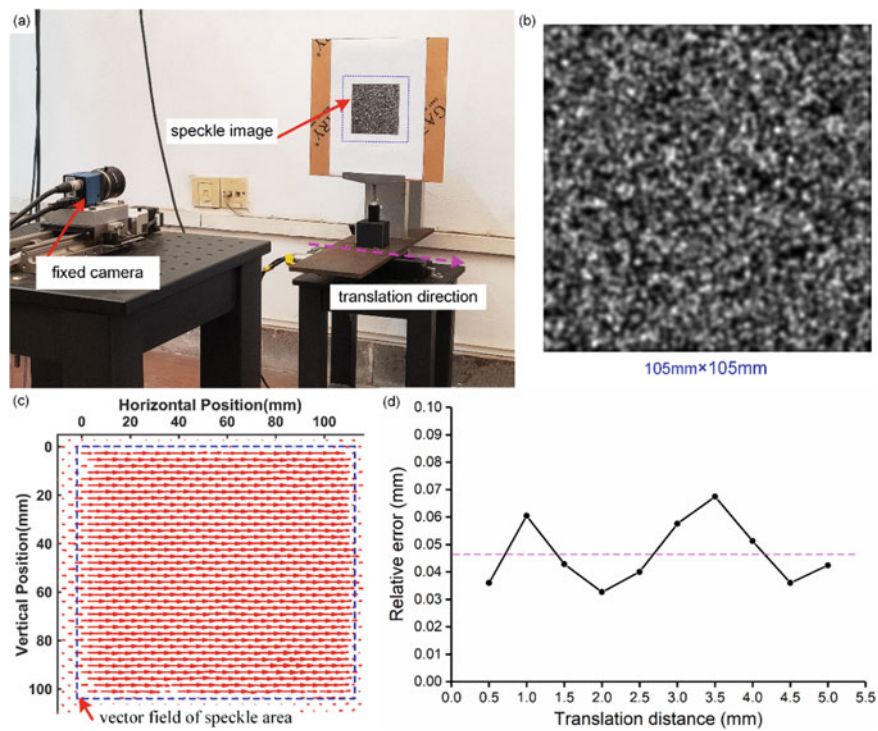 (a)
speckle image
fixed camera
translation direction
(b)
105mm×105mm
(c)
Horizontal Position(mm)
0 20 40 60 80 100
Vertical Position(mm)
0
20
40
60
80
100
vector field of speckle area
(d)
Relative error (mm)
0.10
0.09
0.08
0.07
0.06
0.05
0.04
0.03
0.02
0.01
0.00
0.0 0.5 1.0 1.5 2.0 2.5 3.0 3.5 4.0 4.5 5.0 5.5
Translation distance (mm)